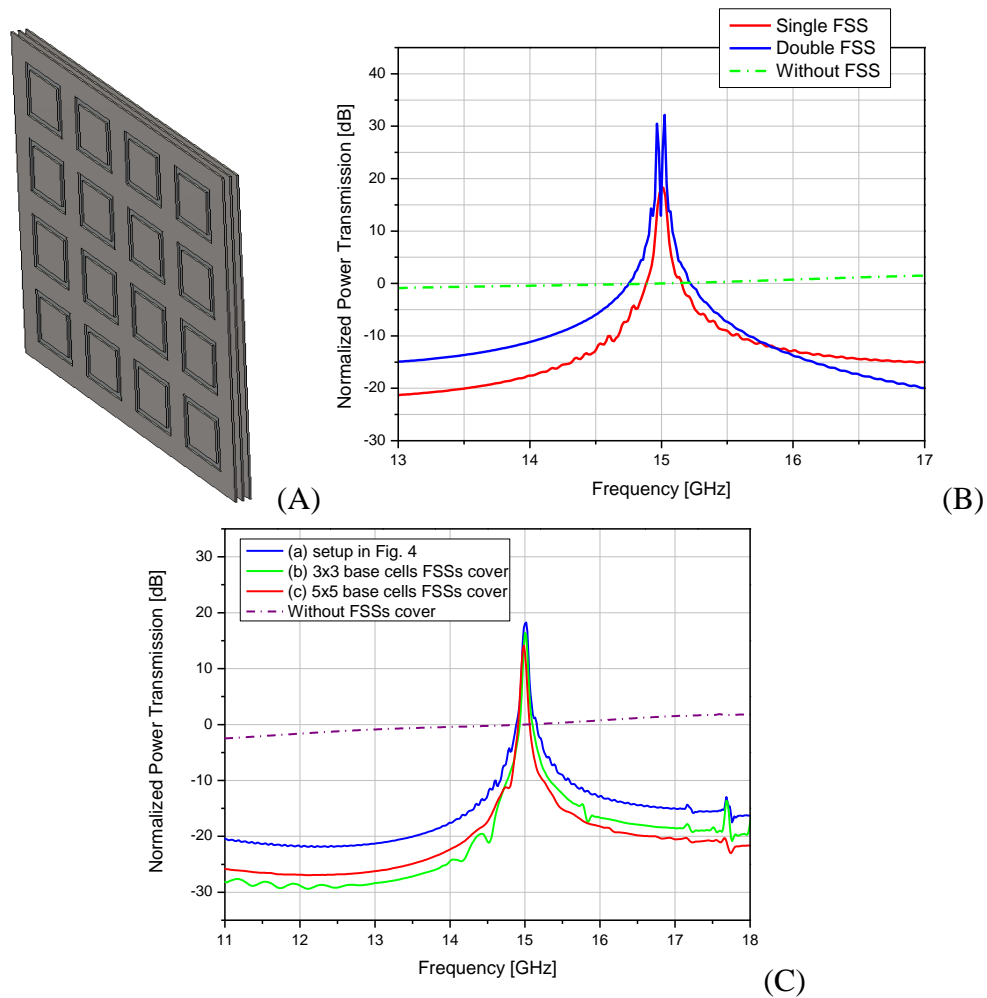 (A)
Single FSS
Double FSS
Without FSS
Normalized Power Transmission [dB]
40
30
20
10
0
-10
-20
-30
13
14
15
16
17
Frequency [GHz]
(B)
(a) setup in Fig. 4
(b) 3x3 base cells FSSs cover
(c) 5x5 base cells FSSs cover
Without FSSs cover
Normalized Power Transmission [dB]
30
20
10
0
-10
-20
-30
11
12
13
14
15
16
17
18
Frequency [GHz]
(C)